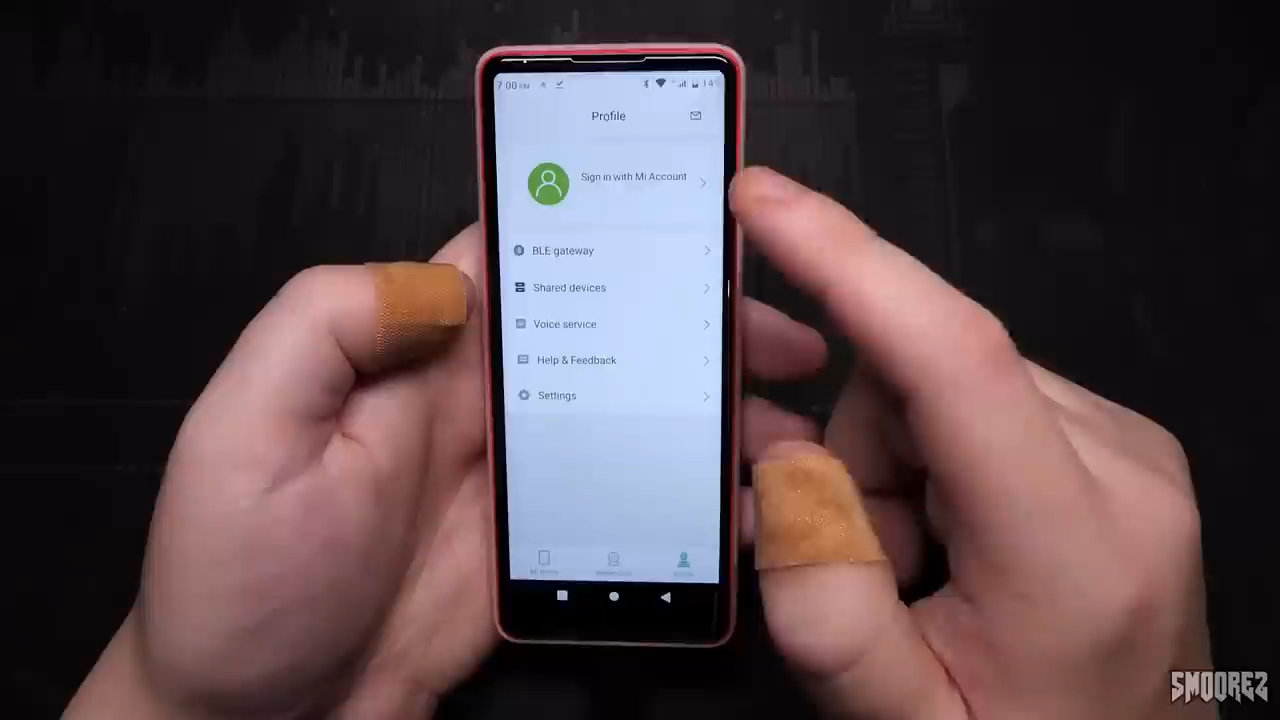 7:00 PM 14%
Profile
Sign in with Mi Account
BLE gateway
Shared devices
Voice service
Help & Feedback
Settings
SMOOREZ